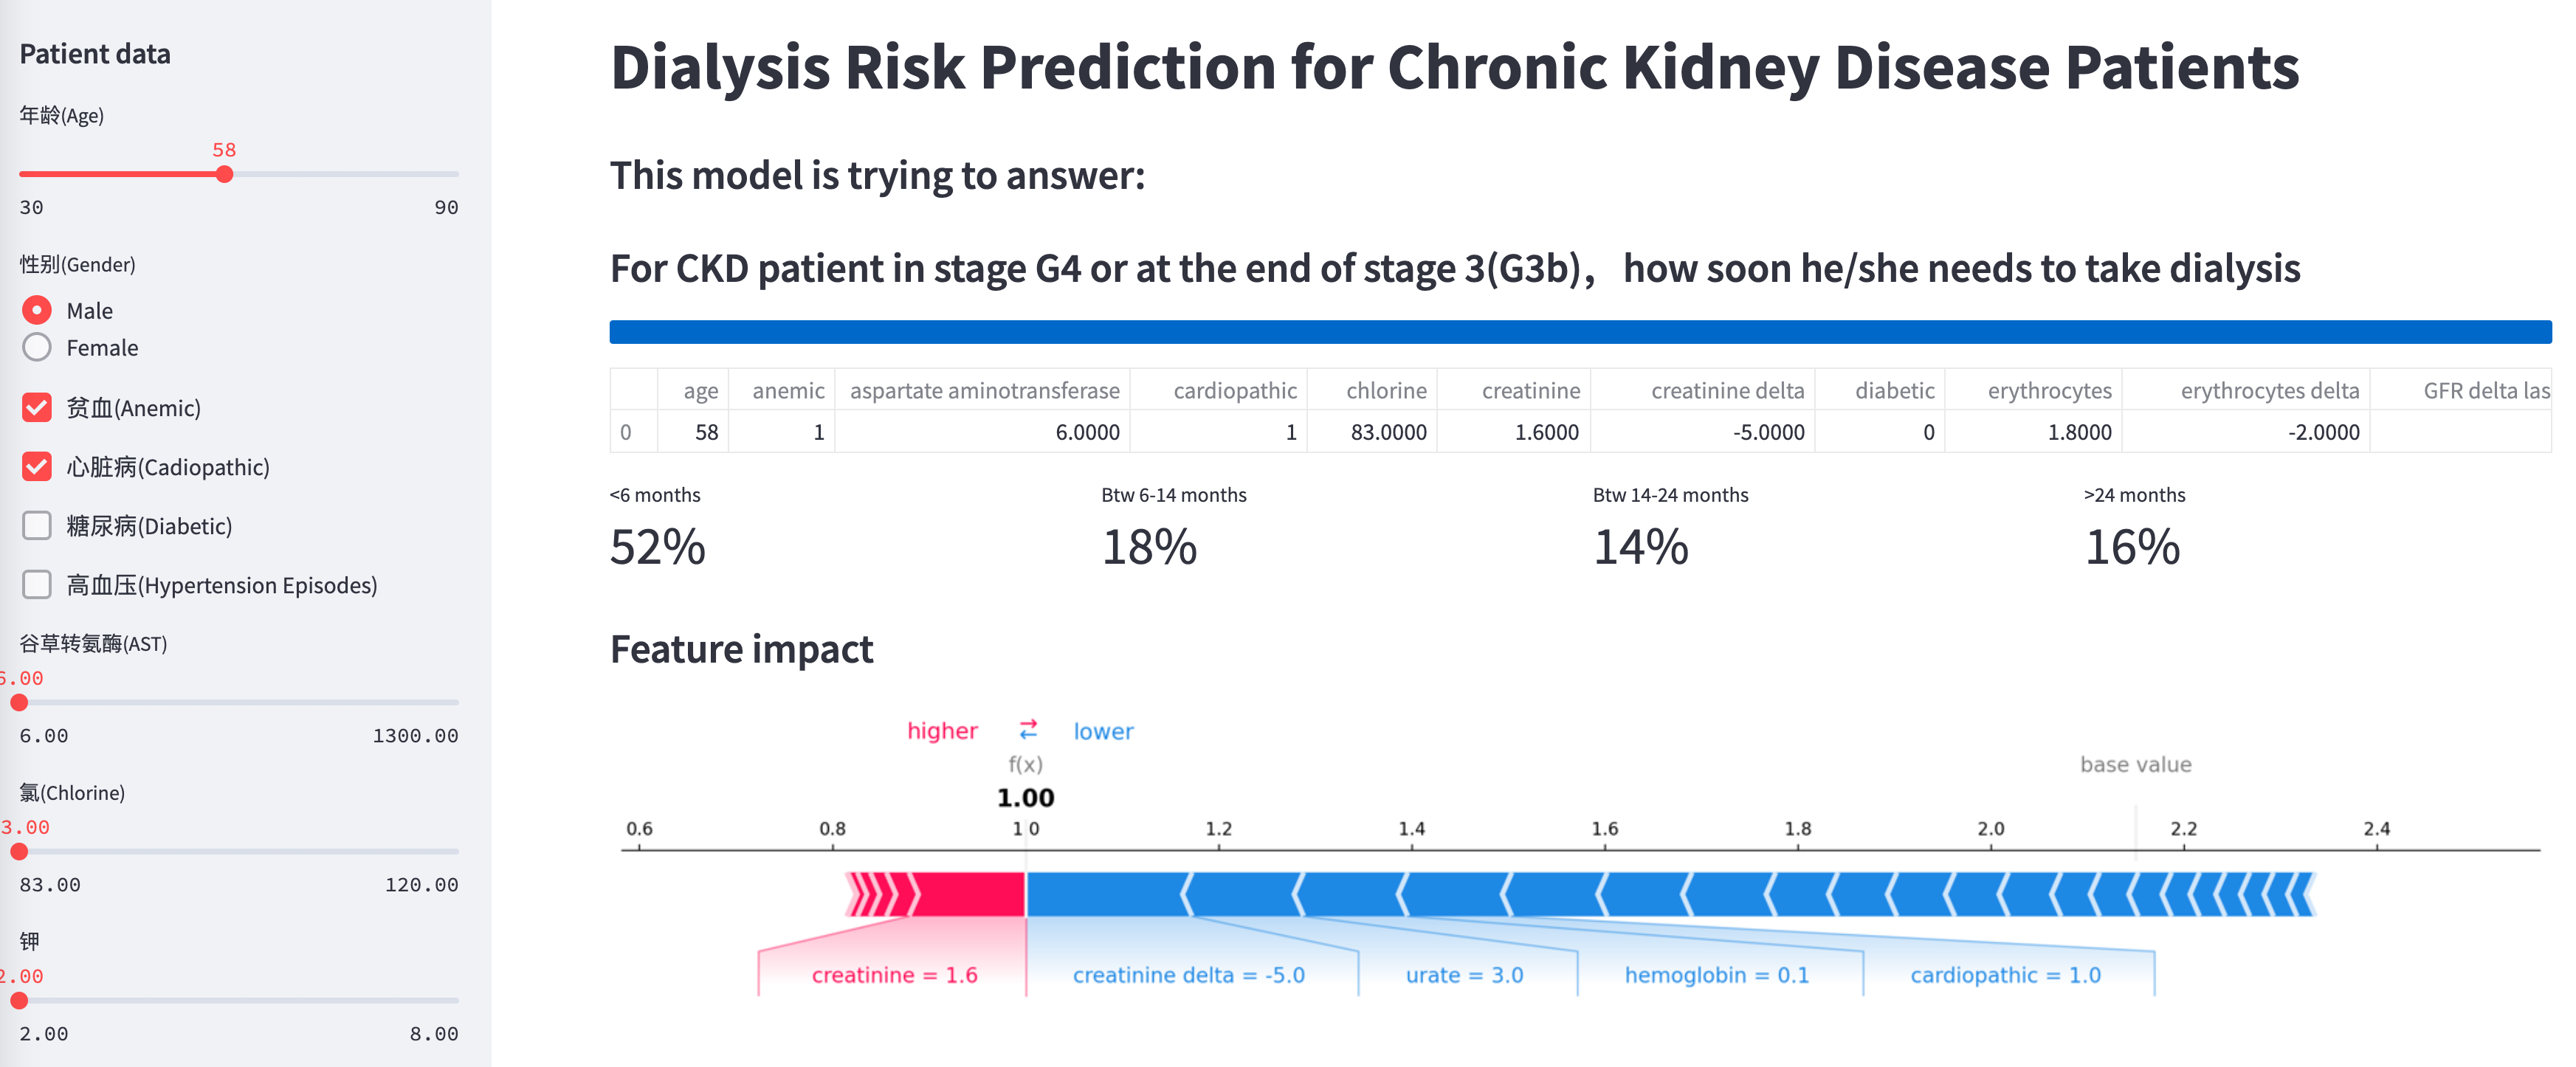 Patient data
年龄(Age)
58
30 90
性别(Gender)
Male
Female
贫血(Anemic)
心脏病(Cadiopathic)
糖尿病(Diabetic)
高血压(Hypertension Episodes)
谷草转氨酶(AST)
6.00
6.00 1300.00
氯(Chlorine)
3.00
83.00 120.00
钾
2.00
2.00 8.00
Dialysis Risk Prediction for Chronic Kidney Disease Patients
This model is trying to answer:
For CKD patient in stage G4 or at the end of stage 3(G3b)， how soon he/she needs to take dialysis
age anemic aspartate aminotransferase cardiopathic chlorine creatinine creatinine delta diabetic erythrocytes erythrocytes delta GFR delta las
0 58 1 6.0000 1 83.0000 1.6000 -5.0000 0 1.8000 -2.0000
<6 months Btw 6-14 months Btw 14-24 months >24 months
52% 18% 14% 16%
Feature impact
higher ⇄ lower
f(x) base value
1.00
0.6 0.8 1 0 1.2 1.4 1.6 1.8 2.0 2.2 2.4
creatinine = 1.6 creatinine delta = -5.0 urate = 3.0 hemoglobin = 0.1 cardiopathic = 1.0